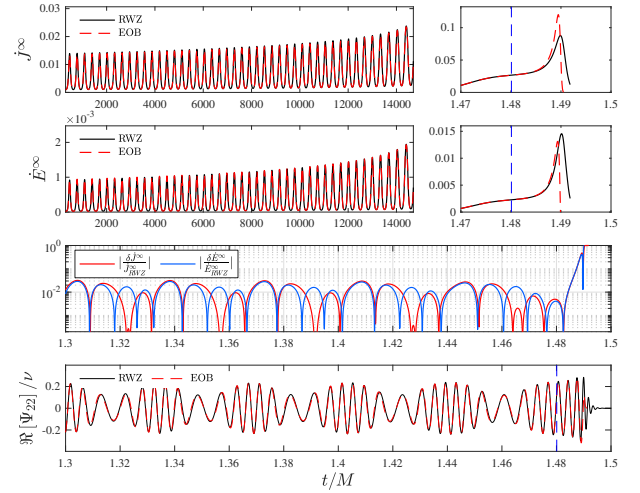 0.03
0.02
0.01
0
J̇^∞
RWZ
EOB
2000 4000 6000 8000 10000 12000 14000
0.1
0.05
0
1.47 1.48 1.49 1.5
×10^-3
2
1
0
Ė^∞
RWZ
EOB
2000 4000 6000 8000 10000 12000 14000
0.015
0.01
0.005
0
1.47 1.48 1.49 1.5
10^0
10^-2
|δJ̇^∞/J̇^∞_RWZ| |δĖ^∞/Ė^∞_RWZ|
1.3 1.32 1.34 1.36 1.38 1.4 1.42 1.44 1.46 1.48 1.5
ℜ[Ψ_22]/ν
0.2
0
-0.2
RWZ EOB
1.3 1.32 1.34 1.36 1.38 1.4 1.42 1.44 1.46 1.48 1.5
t/M